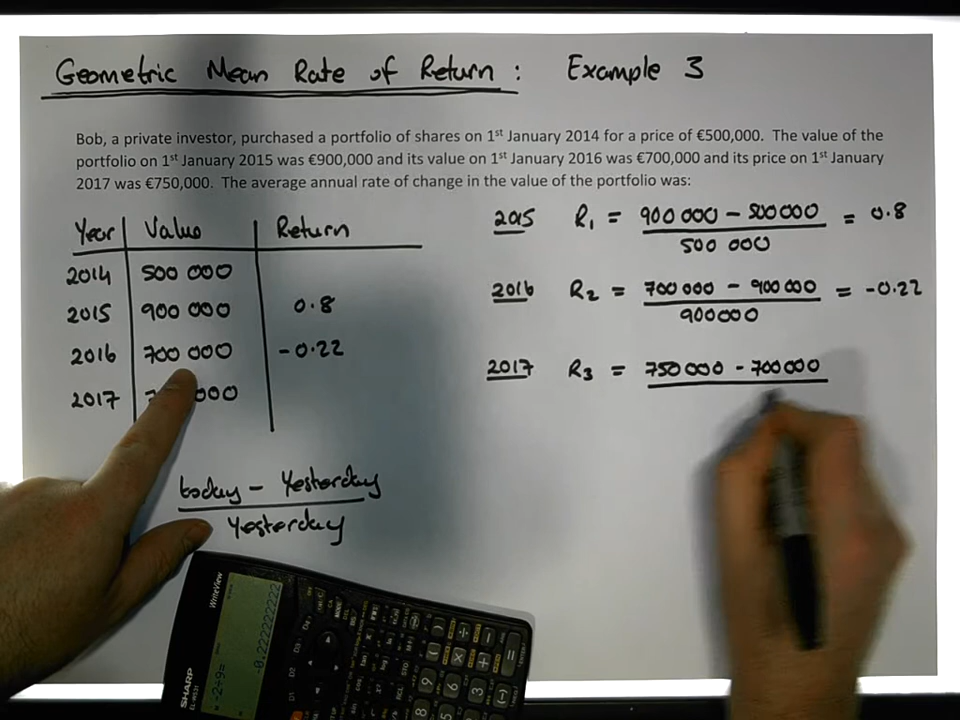 Geometric Mean Rate of Return : Example 3
Bob, a private investor, purchased a portfolio of shares on 1st January 2014 for a price of €500,000. The value of the
portfolio on 1st January 2015 was €900,000 and its value on 1st January 2016 was €700,000 and its price on 1st January
2017 was €750,000. The average annual rate of change in the value of the portfolio was:
Year Value Return
2014 500 000
2015 900 000 0.8
2016 700 000 -0.22
2017 000
today - Yesterday
Yesterday
2015 R1 = 900 000 - 500 000 = 0.8
500 000
2016 R2 = 700 000 - 900 000 = -0.22
900000
2017 R3 = 750 000 - 700 000
SHARP
WriteView
-2÷9=
-0.222222222